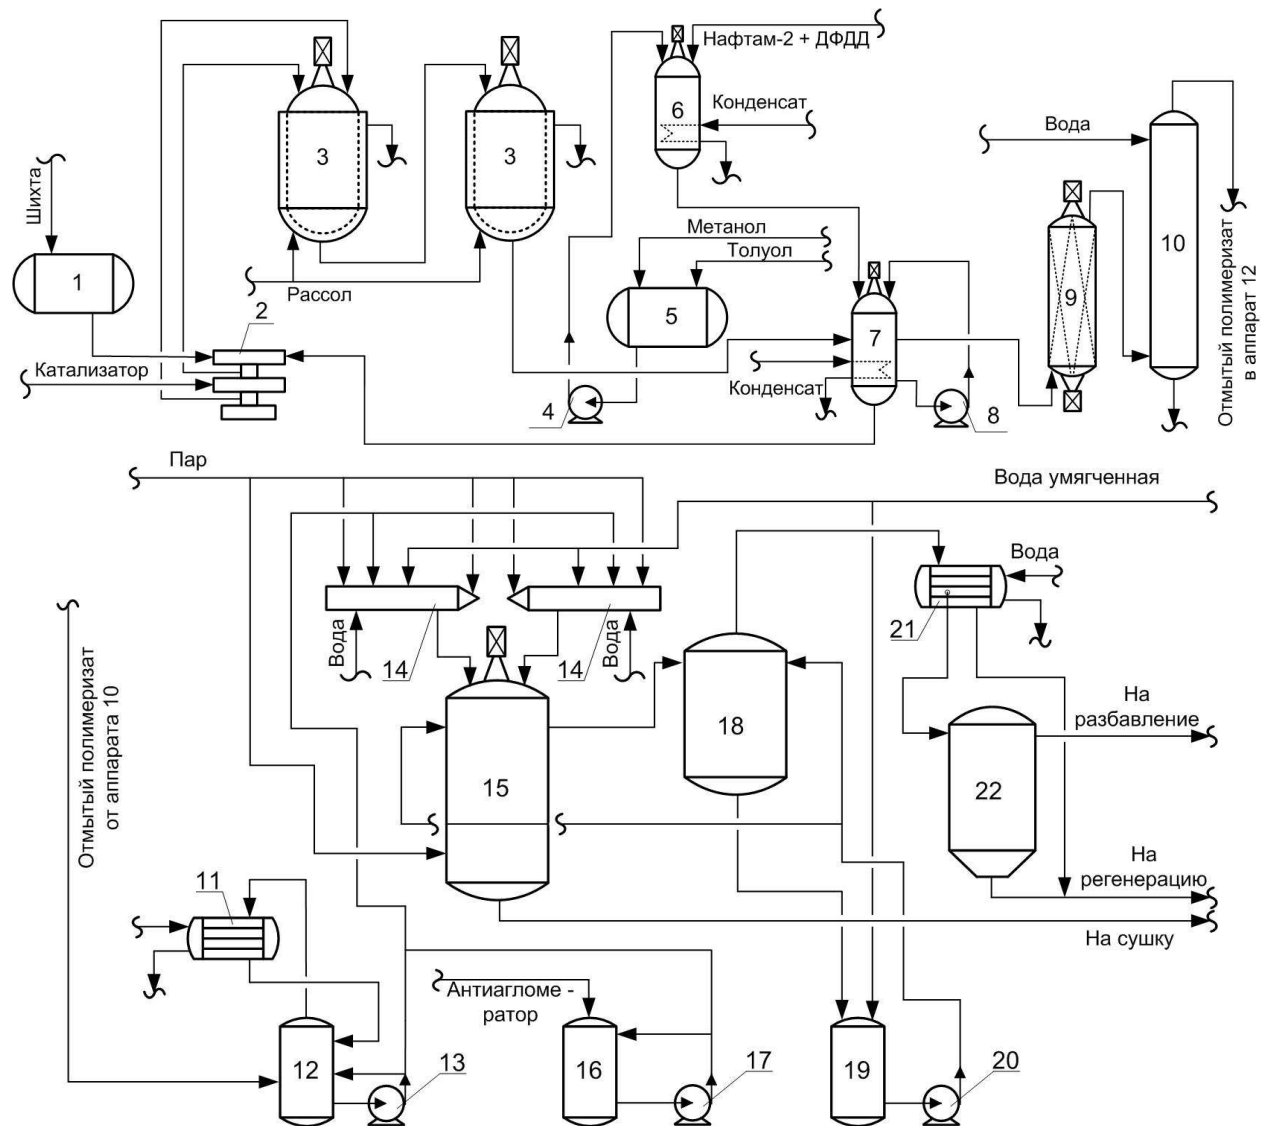 Нафтам-2 + ДФДД
Конденсат
Вода
Шихта
3
3
6
10
Метанол
Толуол
Отмытый полимеризат
в аппарат 12
1
Рассол
2
5
7
9
Катализатор
Конденсат
4
8
Пар
Вода умягченная
Вода
21
Вода
14
14
Вода
На
разбавление
Отмытый полимеризат
от аппарата 10
15
18
22
На
регенерацию
11
На сушку
Антиагломе -
ратор
12
13
16
17
19
20